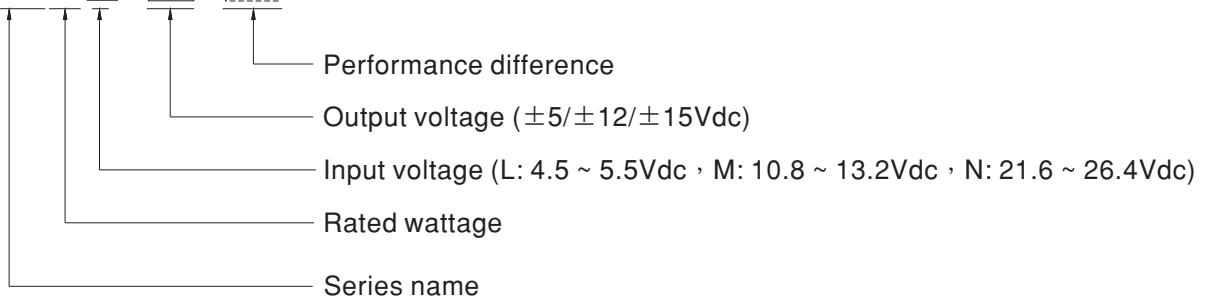 Performance difference
Output voltage (±5/±12/±15Vdc)
Input voltage (L: 4.5 ~ 5.5Vdc，M: 10.8 ~ 13.2Vdc，N: 21.6 ~ 26.4Vdc)
Rated wattage
Series name